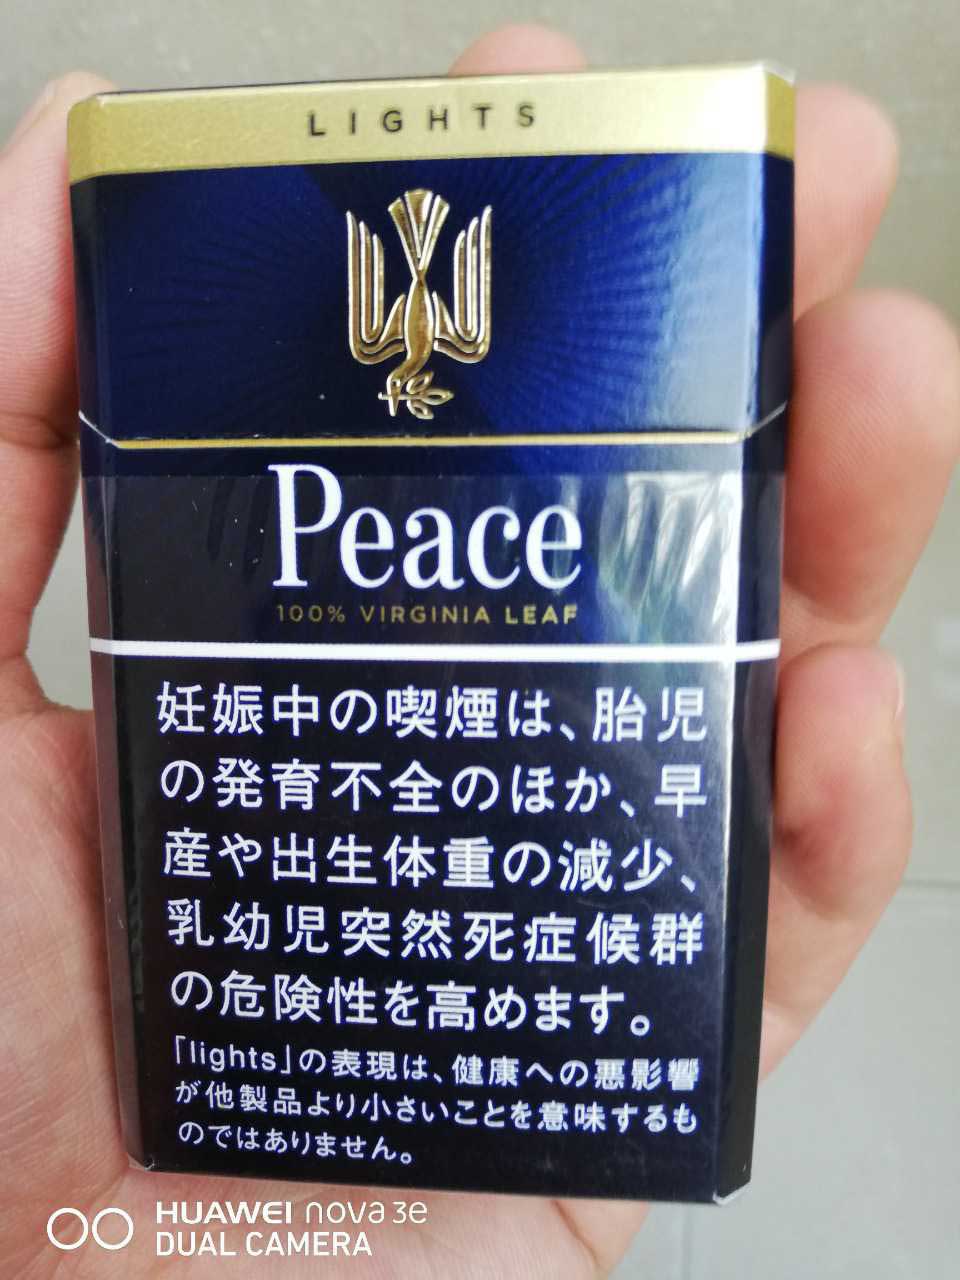 LIGHTS
Peace
100% VIRGINIA LEAF
妊娠中の喫煙は、胎児
の発育不全のほか、早
産や出生体重の減少、
乳幼児突然死症候群
の危険性を高めます。
「lights」の表現は、健康への悪影響
が他製品より小さいことを意味するも
のではありません。
HUAWEI nova 3e
DUAL CAMERA